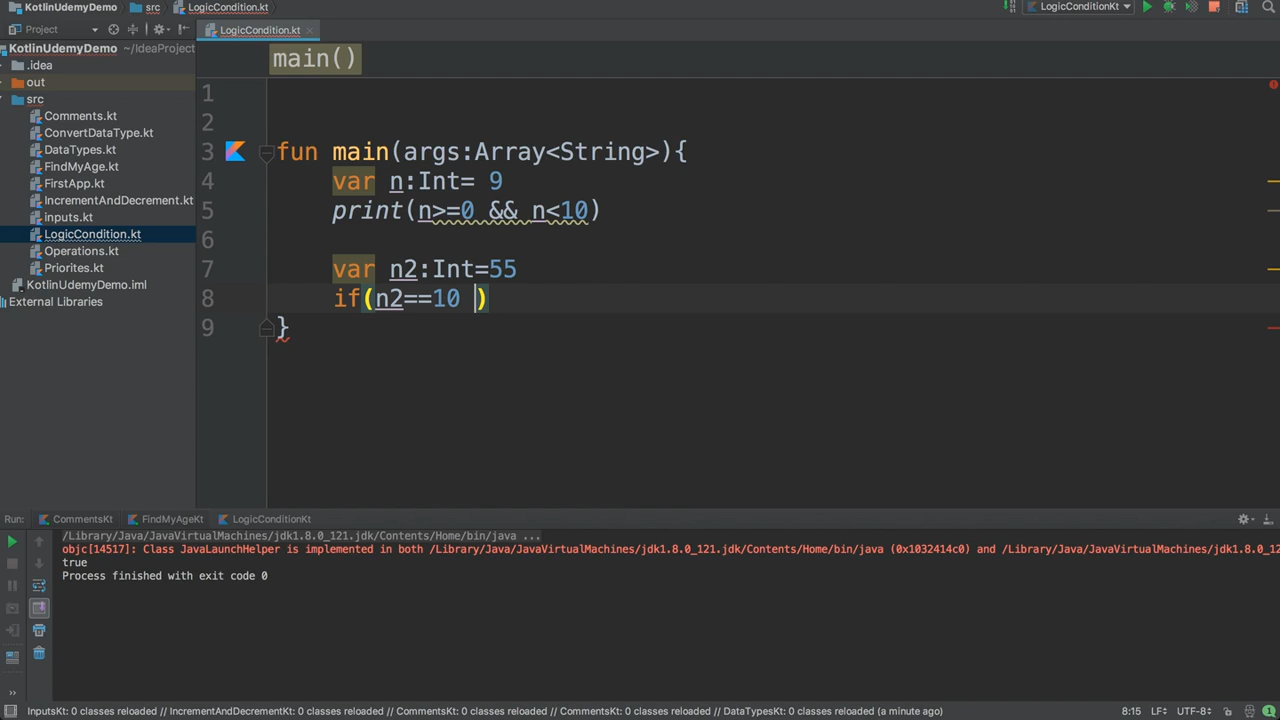 KotlinUdemyDemo src LogicCondition.kt LogicConditionKt
Project LogicCondition.kt
KotlinUdemyDemo ~/IdeaProject
.idea
out
src
Comments.kt
ConvertDataType.kt
DataTypes.kt
FindMyAge.kt
FirstApp.kt
IncrementAndDecrement.kt
inputs.kt
LogicCondition.kt
Operations.kt
Priorites.kt
KotlinUdemyDemo.iml
External Libraries
main()
1
2
3 fun main(args:Array<String>){
4 var n:Int= 9
5 print(n>=0 && n<10)
6
7 var n2:Int=55
8 if(n2==10 )
9 }
Run: CommentsKt FindMyAgeKt LogicConditionKt
/Library/Java/JavaVirtualMachines/jdk1.8.0_121.jdk/Contents/Home/bin/java ...
objc[14517]: Class JavaLaunchHelper is implemented in both /Library/Java/JavaVirtualMachines/jdk1.8.0_121.jdk/Contents/Home/bin/java (0x1032414c0) and /Library/Java/JavaVirtualMachines/jdk1.8.0_12
true
Process finished with exit code 0
InputsKt: 0 classes reloaded // IncrementAndDecrementKt: 0 classes reloaded // CommentsKt: 0 classes reloaded // CommentsKt: 0 classes reloaded // DataTypesKt: 0 classes reloaded (a minute ago) 8:15 LF UTF-8 1